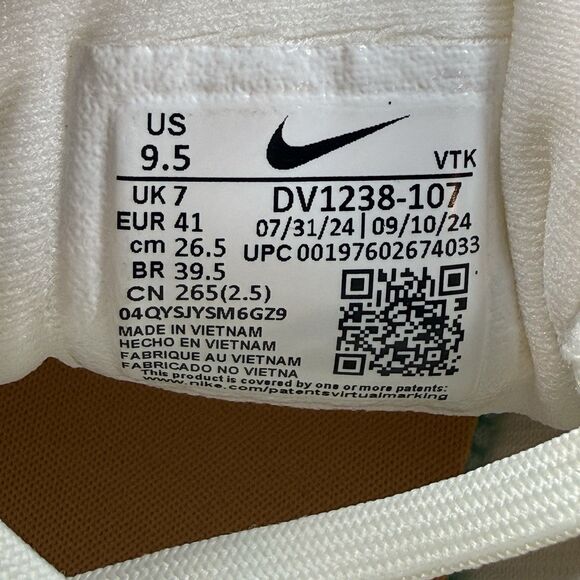 US
9.5
VTK
UK 7
DV1238-107
EUR 41
07/31/24 | 09/10/24
cm 26.5
UPC 00197602674033
BR 39.5
CN 265(2.5)
04QYSJYSM6GZ9
MADE IN VIETNAM
HECHO EN VIETNAM
FABRIQUE AU VIETNAM
FABRICADO NO VIETNA
This product is covered by one or more patents:
www.nike.com/patentsvirtualmarking